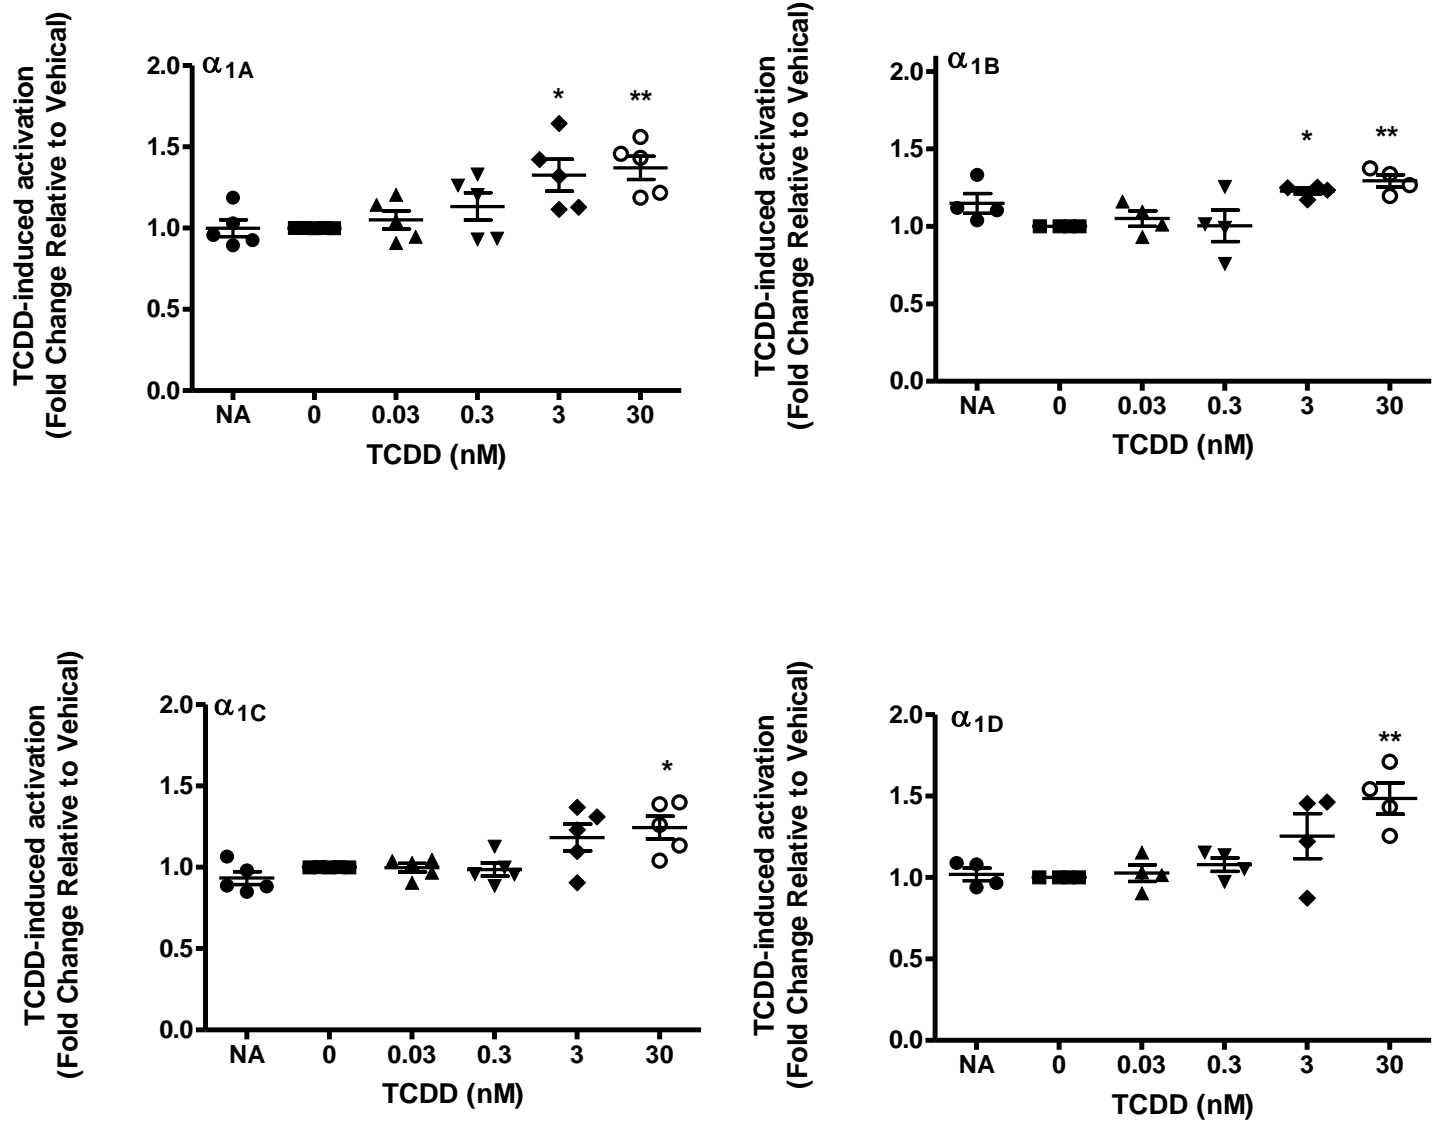 TCDD-induced activation
(Fold Change Relative to Vehical)
α1A
2.0
1.5
1.0
0.5
0.0
*
**
NA 0 0.03 0.3 3 30
TCDD (nM)
TCDD-induced activation
(Fold Change Relative to Vehical)
α1B
2.0
1.5
1.0
0.5
0.0
*
**
NA 0 0.03 0.3 3 30
TCDD (nM)
TCDD-induced activation
(Fold Change Relative to Vehical)
α1C
2.0
1.5
1.0
0.5
0.0
*
NA 0 0.03 0.3 3 30
TCDD (nM)
TCDD-induced activation
(Fold Change Relative to Vehical)
α1D
2.0
1.5
1.0
0.5
0.0
**
NA 0 0.03 0.3 3 30
TCDD (nM)